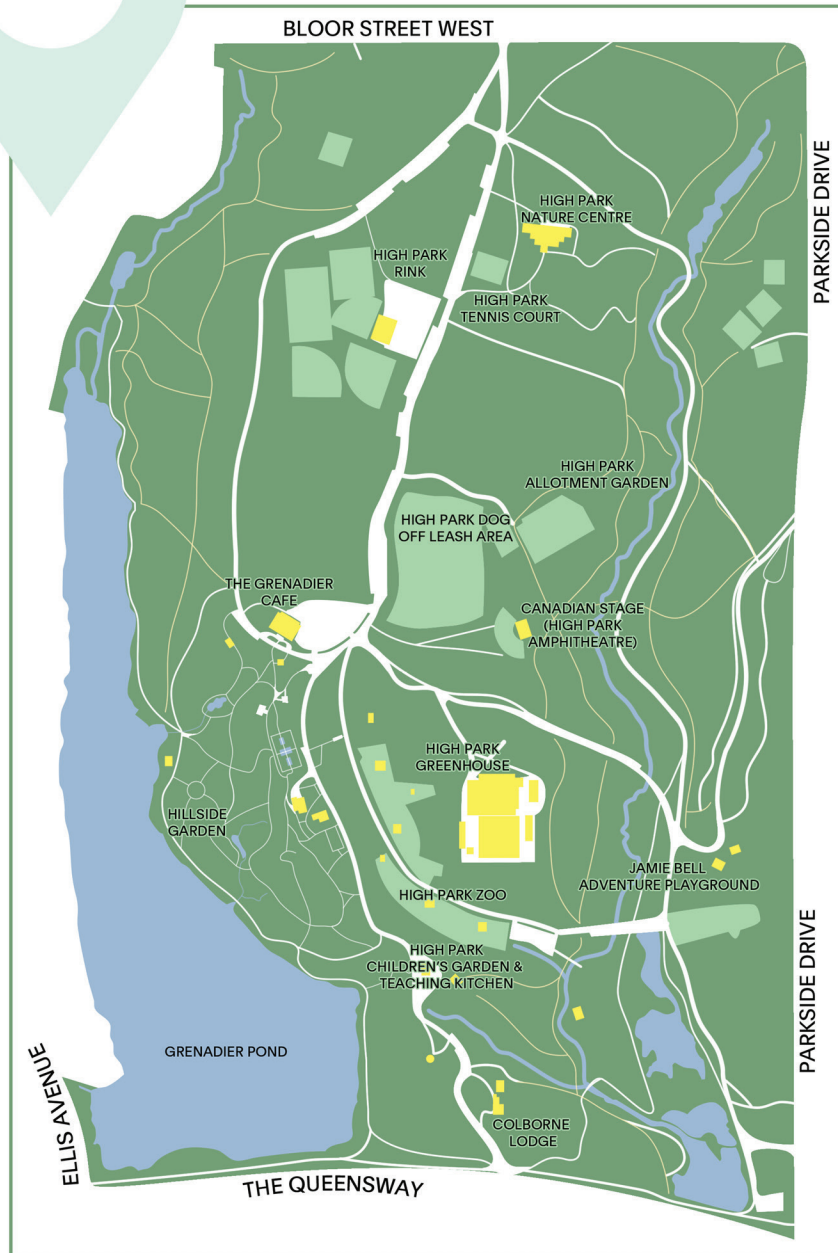 BLOOR STREET WEST
PARKSIDE DRIVE
HIGH PARK
NATURE CENTRE
HIGH PARK
RINK
HIGH PARK
TENNIS COURT
HIGH PARK
ALLOTMENT GARDEN
HIGH PARK DOG
OFF LEASH AREA
THE GRENADIER
CAFE
CANADIAN STAGE
(HIGH PARK
AMPHITHEATRE)
HIGH PARK
GREENHOUSE
HILLSIDE
GARDEN
JAMIE BELL
ADVENTURE PLAYGROUND
HIGH PARK ZOO
HIGH PARK
CHILDREN'S GARDEN &
TEACHING KITCHEN
PARKSIDE DRIVE
GRENADIER POND
ELLIS AVENUE
COLBORNE
LODGE
THE QUEENSWAY